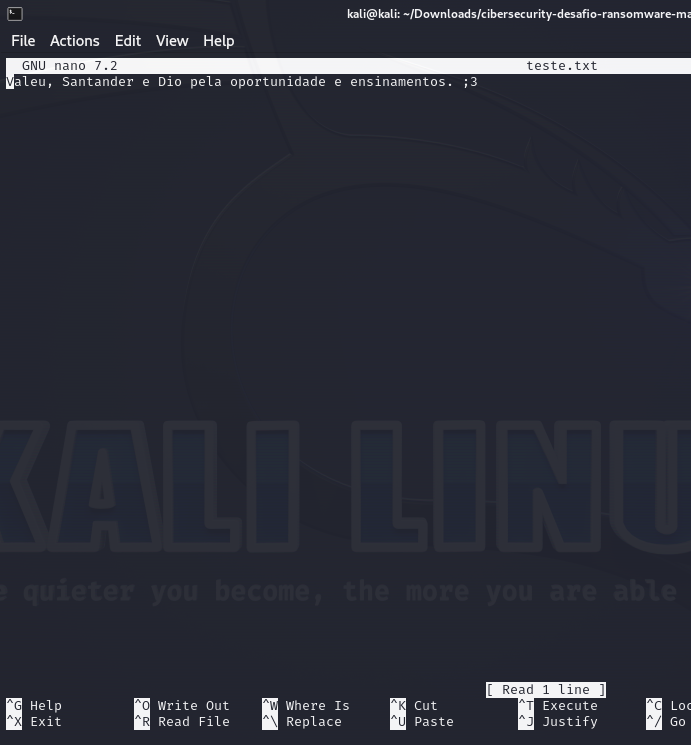 kali@kali: ~/Downloads/cibersecurity-desafio-ransomware-ma
File Actions Edit View Help
GNU nano 7.2 teste.txt
Valeu, Santander e Dio pela oportunidade e ensinamentos. ;3
KALI LINU
e quieter you become, the more you are able
[ Read 1 line ]
^G Help ^O Write Out ^W Where Is ^K Cut ^T Execute ^C Loc
^X Exit ^R Read File ^\ Replace ^U Paste ^J Justify ^/ Go